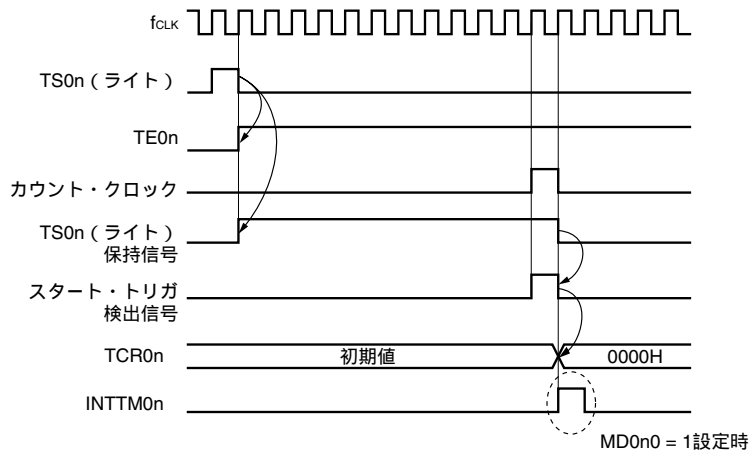 fCLK
TS0n（ライト）
TE0n
カウント・クロック
TS0n（ライト）
保持信号
スタート・トリガ
検出信号
TCR0n
初期値
0000H
INTTM0n
MD0n0 = 1設定時